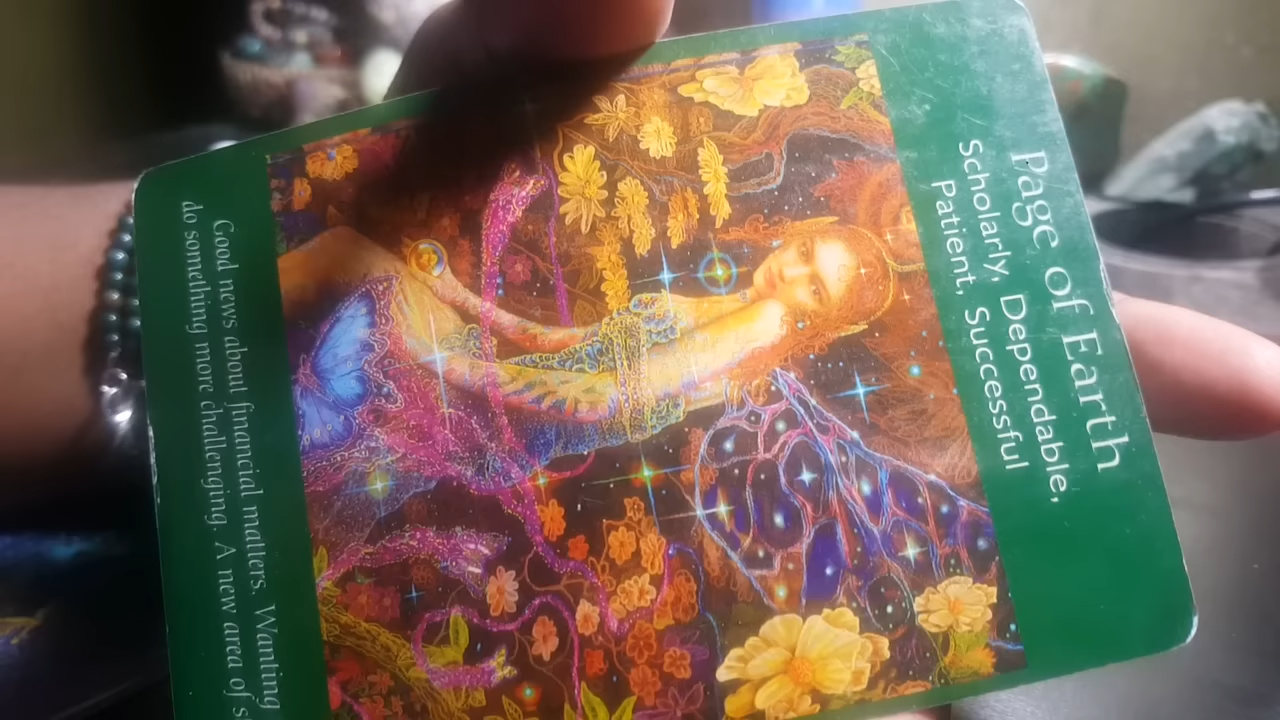 Page of Earth
Scholarly, Dependable,
Patient, Successful
Good news about financial matters. Wanting
do something more challenging. A new area of